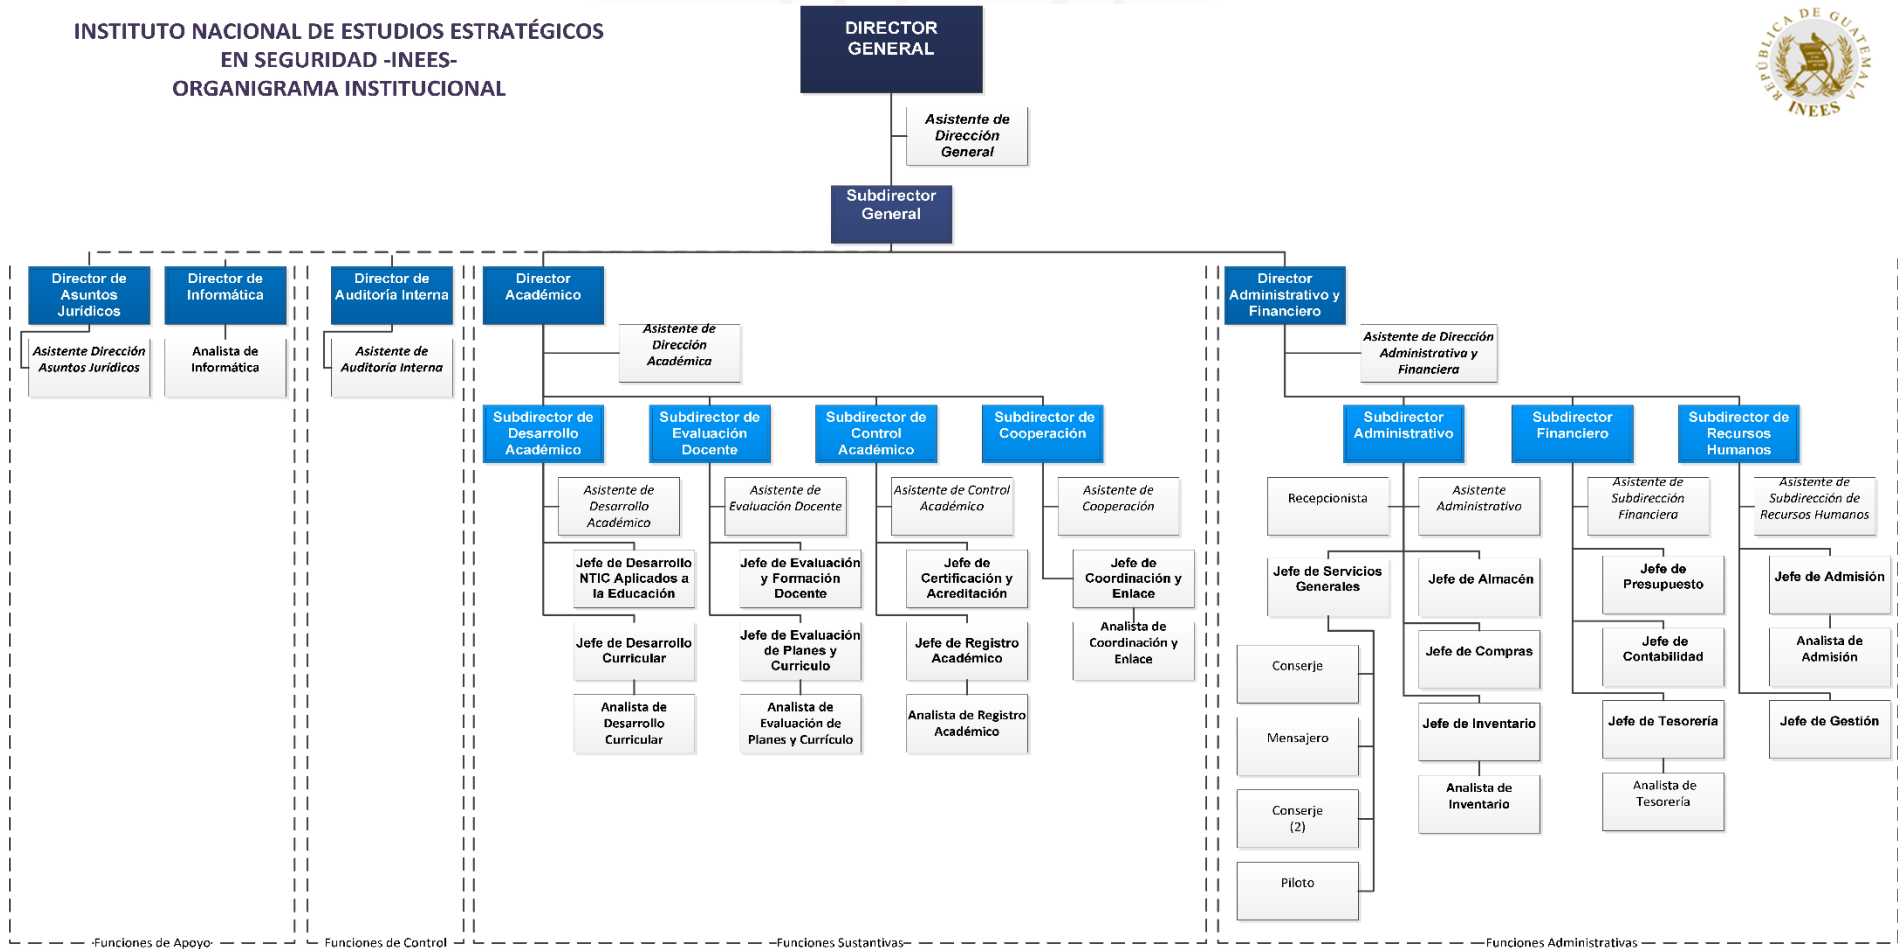 INSTITUTO NACIONAL DE ESTUDIOS ESTRATÉGICOS
EN SEGURIDAD -INEES-
ORGANIGRAMA INSTITUCIONAL
DIRECTOR
GENERAL
REPÚBLICA DE GUATEMALA
INEES
Asistente de
Dirección
General
Subdirector
General
Director de
Asuntos
Jurídicos
Director de
Informática
Director de
Auditoría Interna
Director
Académico
Director
Administrativo y
Financiero
Asistente Dirección
Asuntos Jurídicos
Analista de
Informática
Asistente de
Auditoría Interna
Asistente de
Dirección
Académica
Asistente de Dirección
Administrativa y
Financiera
Subdirector de
Desarrollo
Académico
Subdirector de
Evaluación
Docente
Subdirector de
Control
Académico
Subdirector de
Cooperación
Subdirector
Administrativo
Subdirector
Financiero
Subdirector de
Recursos
Humanos
Asistente de
Desarrollo
Académico
Asistente de
Evaluación Docente
Asistente de Control
Académico
Asistente de
Cooperación
Recepcionista
Asistente
Administrativo
Asistente de
Subdirección
Financiera
Asistente de
Subdirección de
Recursos Humanos
Jefe de Desarrollo
NTIC Aplicados a
la Educación
Jefe de Evaluación
y Formación
Docente
Jefe de
Certificación y
Acreditación
Jefe de
Coordinación y
Enlace
Jefe de Servicios
Generales
Jefe de Almacén
Jefe de
Presupuesto
Jefe de Admisión
Jefe de Desarrollo
Curricular
Jefe de Evaluación
de Planes y
Curriculo
Jefe de Registro
Académico
Analista de
Coordinación y
Enlace
Conserje
Jefe de Compras
Jefe de
Contabilidad
Analista de
Admisión
Analista de
Desarrollo
Curricular
Analista de
Evaluación de
Planes y Currículo
Analista de Registro
Académico
Mensajero
Jefe de Inventario
Jefe de Tesorería
Jefe de Gestión
Conserje
(2)
Analista de
Inventario
Analista de
Tesorería
Piloto
Funciones de Apoyo
Funciones de Control
Funciones Sustantivas
Funciones Administrativas